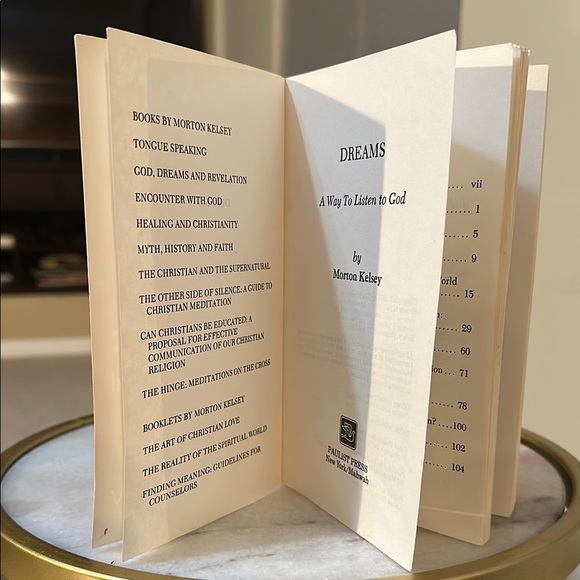 BOOKS BY MORTON KELSEY
TONGUE SPEAKING
GOD, DREAMS AND REVELATION
ENCOUNTER WITH GOD
HEALING AND CHRISTIANITY
MYTH, HISTORY AND FAITH
THE CHRISTIAN AND THE SUPERNATURAL
THE OTHER SIDE OF SILENCE: A GUIDE TO
CHRISTIAN MEDITATION
CAN CHRISTIANS BE EDUCATED: A
PROPOSAL FOR EFFECTIVE
COMMUNICATION OF OUR CHRISTIAN
RELIGION
THE HINGE: MEDITATIONS ON THE CROSS
BOOKLETS BY MORTON KELSEY
THE ART OF CHRISTIAN LOVE
THE REALITY OF THE SPIRITUAL WORLD
FINDING MEANING: GUIDELINES FOR
COUNSELORS
DREAMS
A Way To Listen to God
by
Morton Kelsey
PAULIST PRESS
New York/Mahwah
.... vii
.... 1
.... 5
.... 9
World
.... 15
29
.... 60
... 71
78
...100
.... 102
.... 104